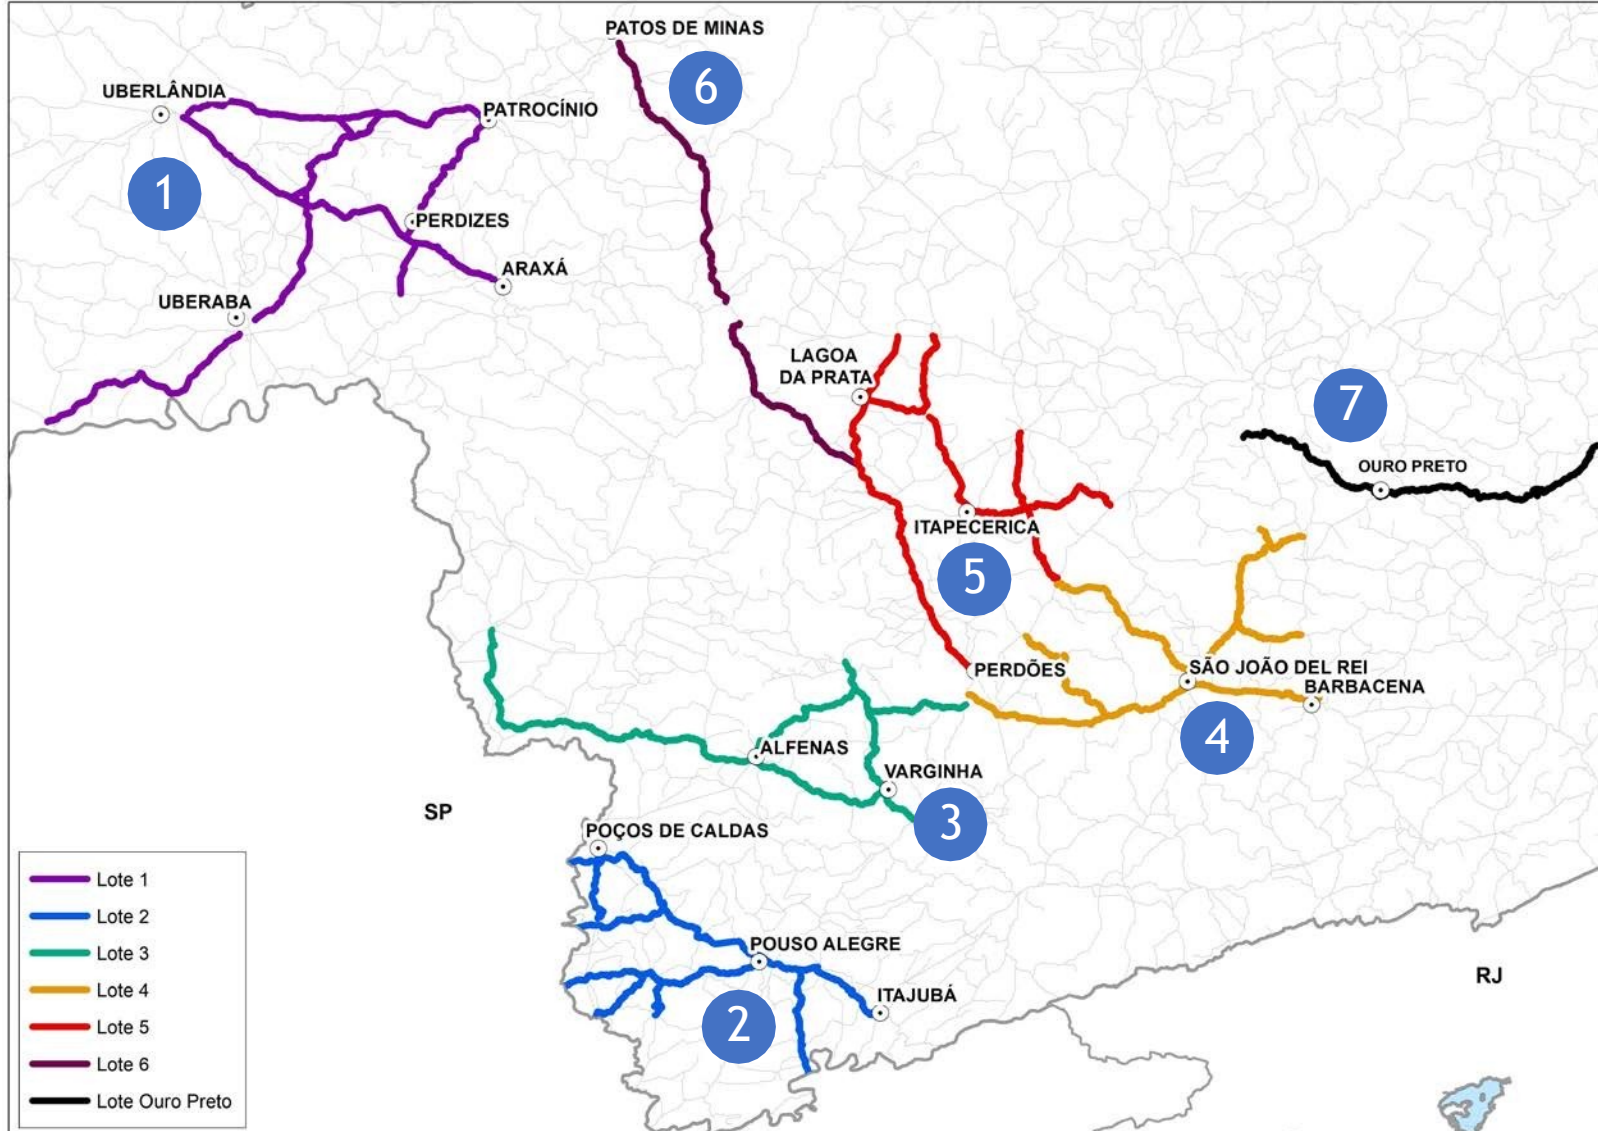 PATOS DE MINAS
6
UBERLÂNDIA
PATROCÍNIO
1
PERDIZES
ARAXÁ
UBERABA
LAGOA
DA PRATA
7
OURO PRETO
ITAPECERICA
5
PERDÕES
SÃO JOÃO DEL REI
BARBACENA
4
ALFENAS
VARGINHA
3
SP
POÇOS DE CALDAS
POUSO ALEGRE
ITAJUBÁ
2
RJ
Lote 1
Lote 2
Lote 3
Lote 4
Lote 5
Lote 6
Lote Ouro Preto